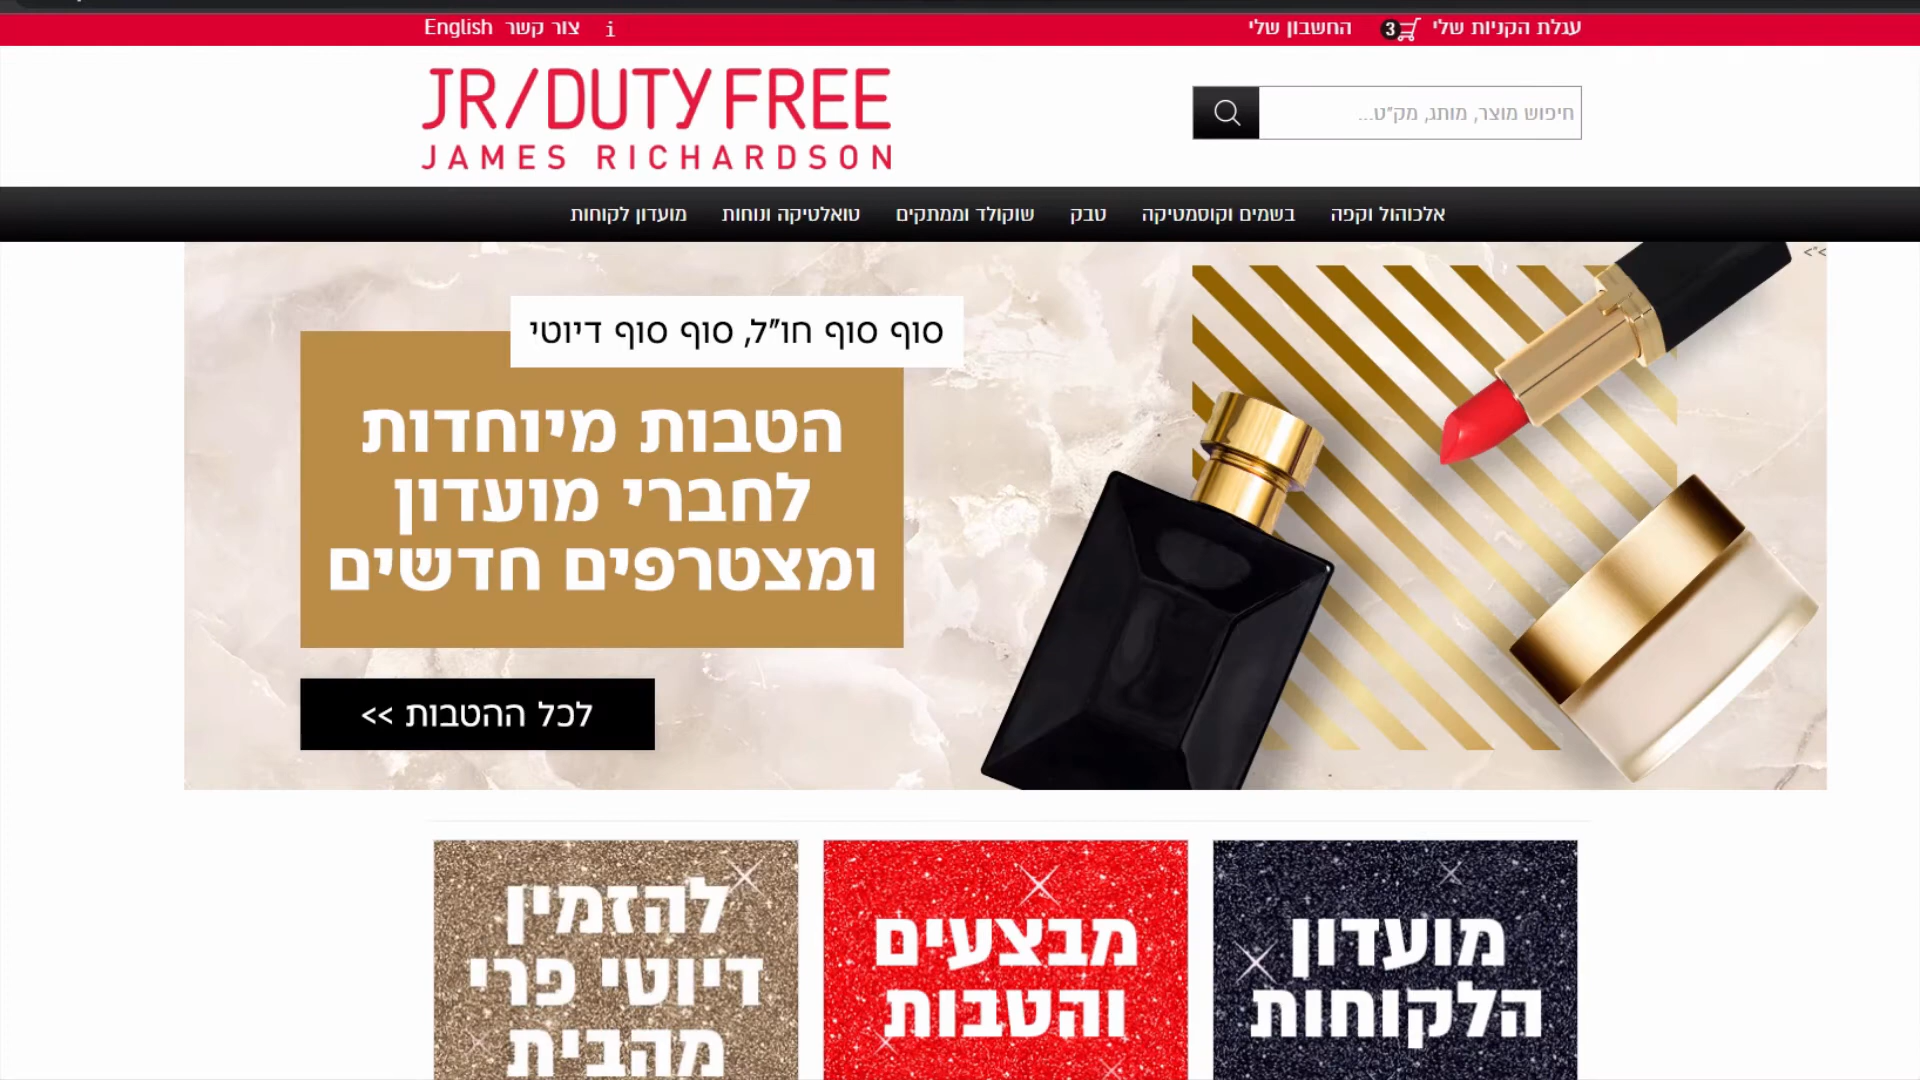 עגלת הקניות שלי 3 החשבון שלי i צור קשר English
JR/DUTY FREE
JAMES RICHARDSON
חיפוש מוצר, מותג, מק"ט...
אלכוהול וקפה בשמים וקוסמטיקה טבק שוקולד וממתקים טואלטיקה ונוחות מועדון לקוחות
<"<
סוף סוף חו"ל, סוף סוף דיוטי
הטבות מיוחדות
לחברי מועדון
ומצטרפים חדשים
לכל ההטבות >>
מועדון
הלקוחות
מבצעים
והטבות
להזמין
דיוטי פרי
מהבית